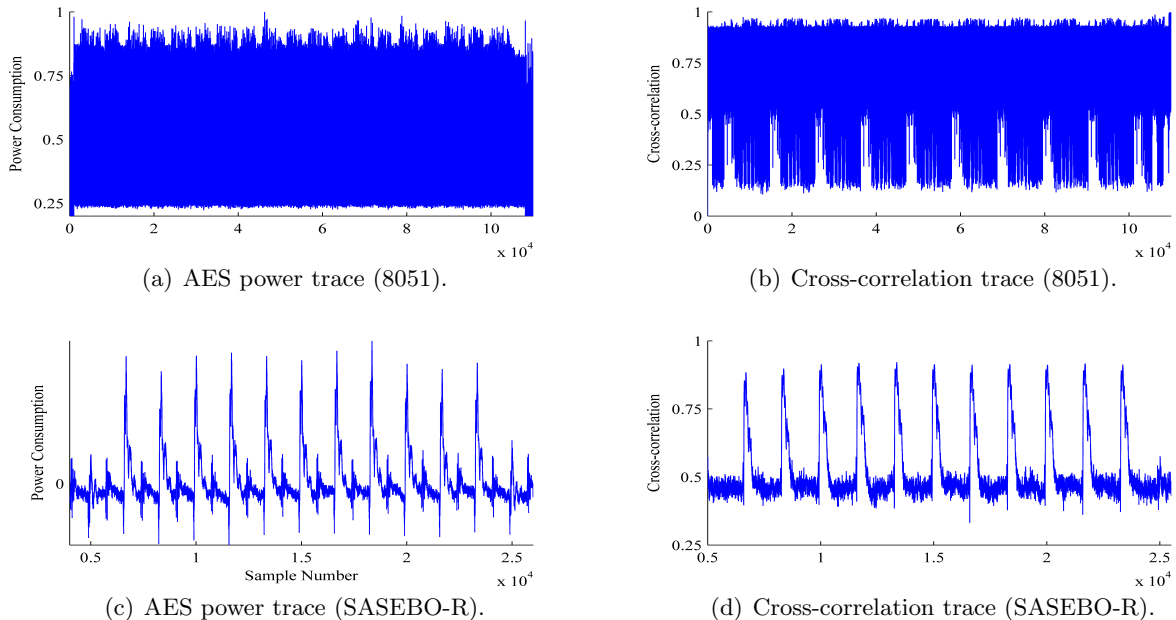 Power Consumption
1
0.75
0.5
0.25
0 2 4 6 8 10
x 10^4
(a) AES power trace (8051).
Cross-correlation
1
0.75
0.5
0.25
0
0 2 4 6 8 10
x 10^4
(b) Cross-correlation trace (8051).
Power Consumption
0
0.5 1 1.5 2 2.5
Sample Number
x 10^4
(c) AES power trace (SASEBO-R).
Cross-correlation
1
0.75
0.5
0.25
0.5 1 1.5 2 2.5
x 10^4
(d) Cross-correlation trace (SASEBO-R).